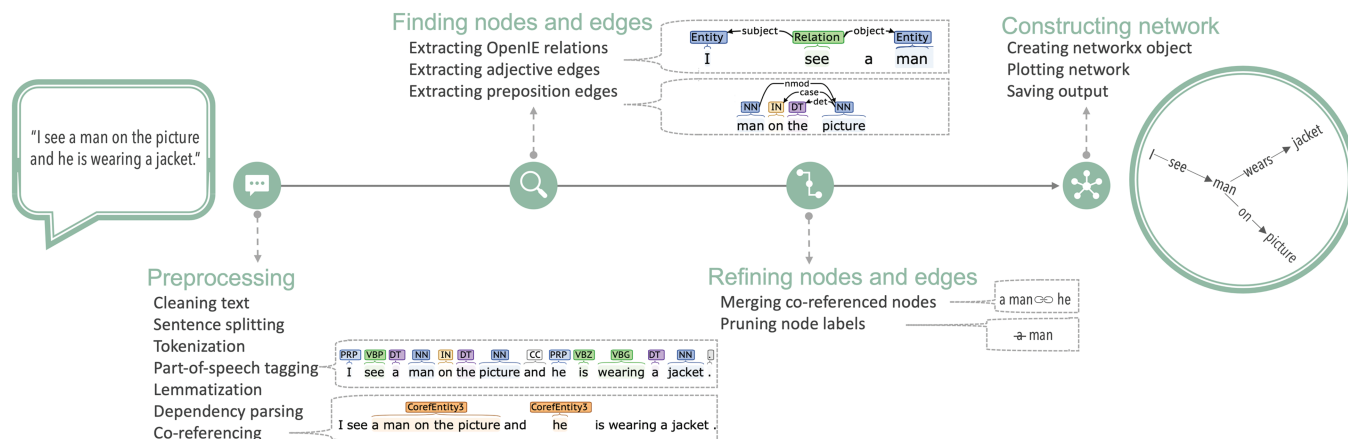 “I see a man on the picture
and he is wearing a jacket.“
Preprocessing
Cleaning text
Sentence splitting
Tokenization
Part-of-speech tagging
Lemmatization
Dependency parsing
Co-referencing
PRP VBP DT NN IN DT NN CC PRP VBZ VBG DT NN .
I see a man on the picture and he is wearing a jacket .
CorefEntity3 CorefEntity3
I see a man on the picture and he is wearing a jacket .
Finding nodes and edges
Extracting OpenIE relations
Extracting adjective edges
Extracting preposition edges
Entity subject Relation object Entity
I see a man
nmod
case
det
NN IN DT NN
man on the picture
Refining nodes and edges
Merging co-referenced nodes
Pruning node labels
a man he
a man
Constructing network
Creating networkx object
Plotting network
Saving output
I see man wears jacket
on picture